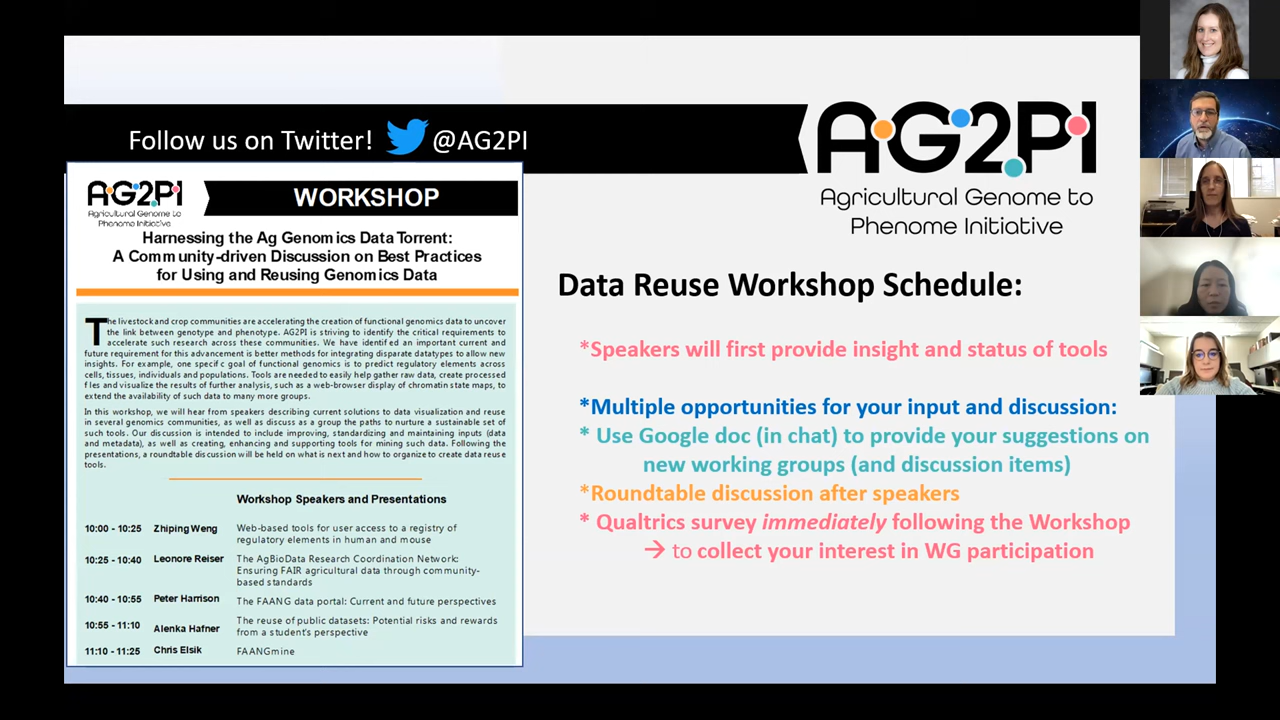 Follow us on Twitter! @AG2PI
AG2PI
Agricultural Genome to
Phenome Initiative
AG2PI
Agricultural Genome to
Phenome Initiative
WORKSHOP
Harnessing the Ag Genomics Data Torrent:
A Community-driven Discussion on Best Practices
for Using and Reusing Genomics Data
The livestock and crop communities are accelerating the creation of functional genomics data to uncover
the link between genotype and phenotype. AG2PI is striving to identify the critical requirements to
accelerate such research across these communities. We have identif ed an important current and
future requirement for this advancement is better methods for integrating disparate datatypes to allow new
insights. For example, one specif c goal of functional genomics is to predict regulatory elements across
cells, tissues, individuals and populations. Tools are needed to easily help gather raw data, create processed
f les and visualize the results of further analysis, such as a web-browser display of chromatin state maps, to
extend the availability of such data to many more groups.
In this workshop, we will hear from speakers describing current solutions to data visualization and reuse
in several genomics communities, as well as discuss as a group the paths to nurture a sustainable set of
such tools. Our discussion is intended to include improving, standardizing and maintaining inputs (data
and metadata), as well as creating, enhancing and supporting tools for mining such data. Following the
presentations, a roundtable discussion will be held on what is next and how to organize to create data reuse
tools.
Workshop Speakers and Presentations
10:00 - 10:25 Zhiping Weng Web-based tools for user access to a registry of
regulatory elements in human and mouse
10:25 - 10:40 Leonore Reiser The AgBioData Research Coordination Network:
Ensuring FAIR agricultural data through community-
based standards
10:40 - 10:55 Peter Harrison The FAANG data portal: Current and future perspectives
10:55 - 11:10 Alenka Hafner The reuse of public datasets: Potential risks and rewards
from a student's perspective
11:10 - 11:25 Chris Elsik FAANGmine
Data Reuse Workshop Schedule:
*Speakers will first provide insight and status of tools
*Multiple opportunities for your input and discussion:
* Use Google doc (in chat) to provide your suggestions on
new working groups (and discussion items)
*Roundtable discussion after speakers
* Qualtrics survey immediately following the Workshop
→ to collect your interest in WG participation